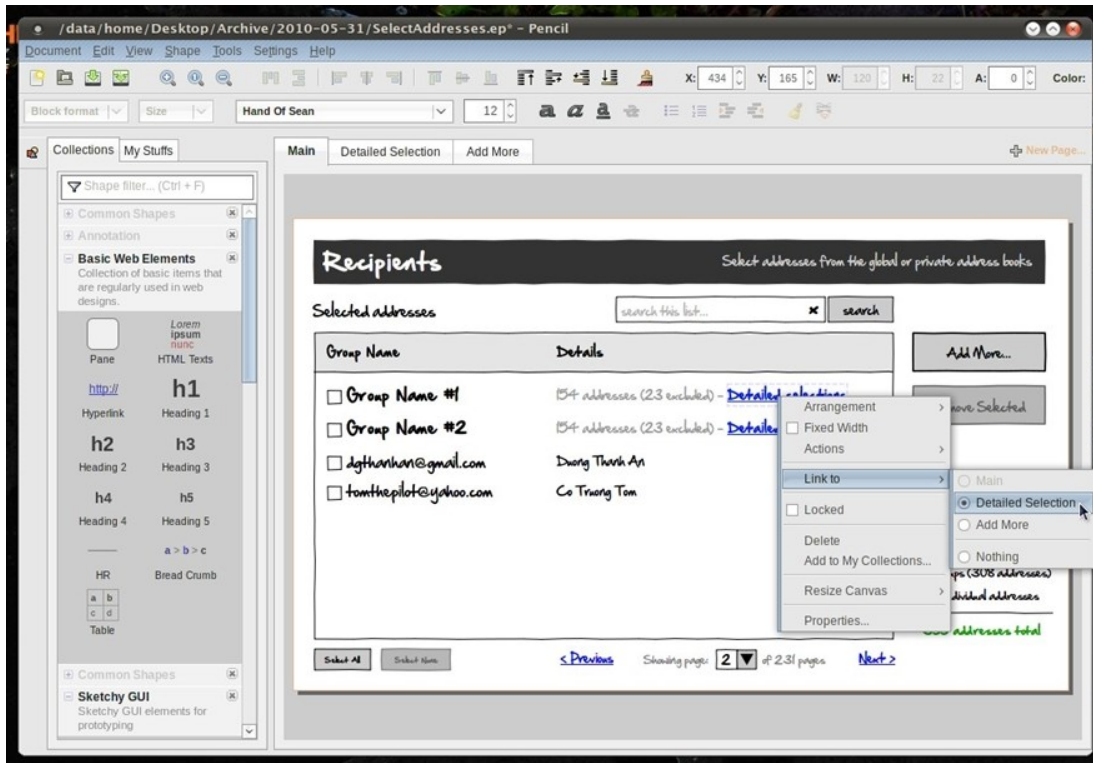 /data/home/Desktop/Archive/2010-05-31/SelectAddresses.ep* - Pencil
Document Edit View Shape Tools Settings Help
X: 434 Y: 165 W: 120 H: 22 A: 0 Color:
Block format Size Hand Of Sean 12 a a a a
Collections My Stuffs
Main Detailed Selection Add More New Page...
Shape filter... (Ctrl + F)
Common Shapes
Annotation
Basic Web Elements
Collection of basic items that
are regularly used in web
designs.
Lorem
ipsum
nunc
Pane HTML Texts
http:// h1
Hyperlink Heading 1
h2 h3
Heading 2 Heading 3
h4 h5
Heading 4 Heading 5
a > b > c
HR Bread Crumb
a b
c d
Table
Common Shapes
Sketchy GUI
Sketchy GUI elements for
prototyping
Recipients Select addresses from the global or private address books
Selected addresses search this list... search
Group Name Details Add More...
Group Name #1 154 addresses (23 excluded) - Detailed selections
Selected
Group Name #2 154 addresses (23 excluded) -
dgthanhan@gmail.com Duong Thanh An
tomthepilot@yahoo.com Co Truong Tom
Arrangement
Fixed Width
Actions
Link to
Locked
Delete
Add to My Collections...
Resize Canvas
Properties...
Main
Detailed Selection
Add More
Nothing
(308 addresses)
addresses
addresses total
Select All Select None < Previous Showing page: 2 of 231 pages Next >